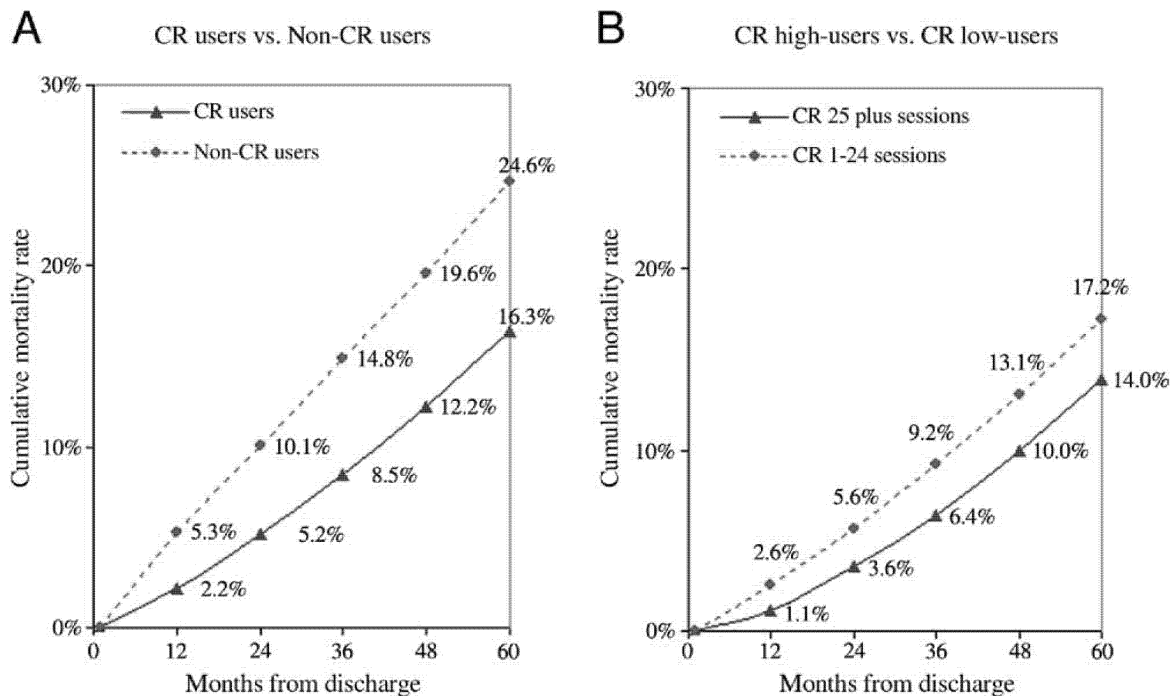 A
CR users vs. Non-CR users
30%
20%
10%
0%
Cumulative mortality rate
CR users
Non-CR users
24.6%
19.6%
16.3%
14.8%
12.2%
10.1%
8.5%
5.3%
5.2%
2.2%
0 12 24 36 48 60
Months from discharge
B
CR high-users vs. CR low-users
30%
20%
10%
0%
Cumulative mortality rate
CR 25 plus sessions
CR 1-24 sessions
17.2%
14.0%
13.1%
10.0%
9.2%
6.4%
5.6%
3.6%
2.6%
1.1%
0 12 24 36 48 60
Months from discharge